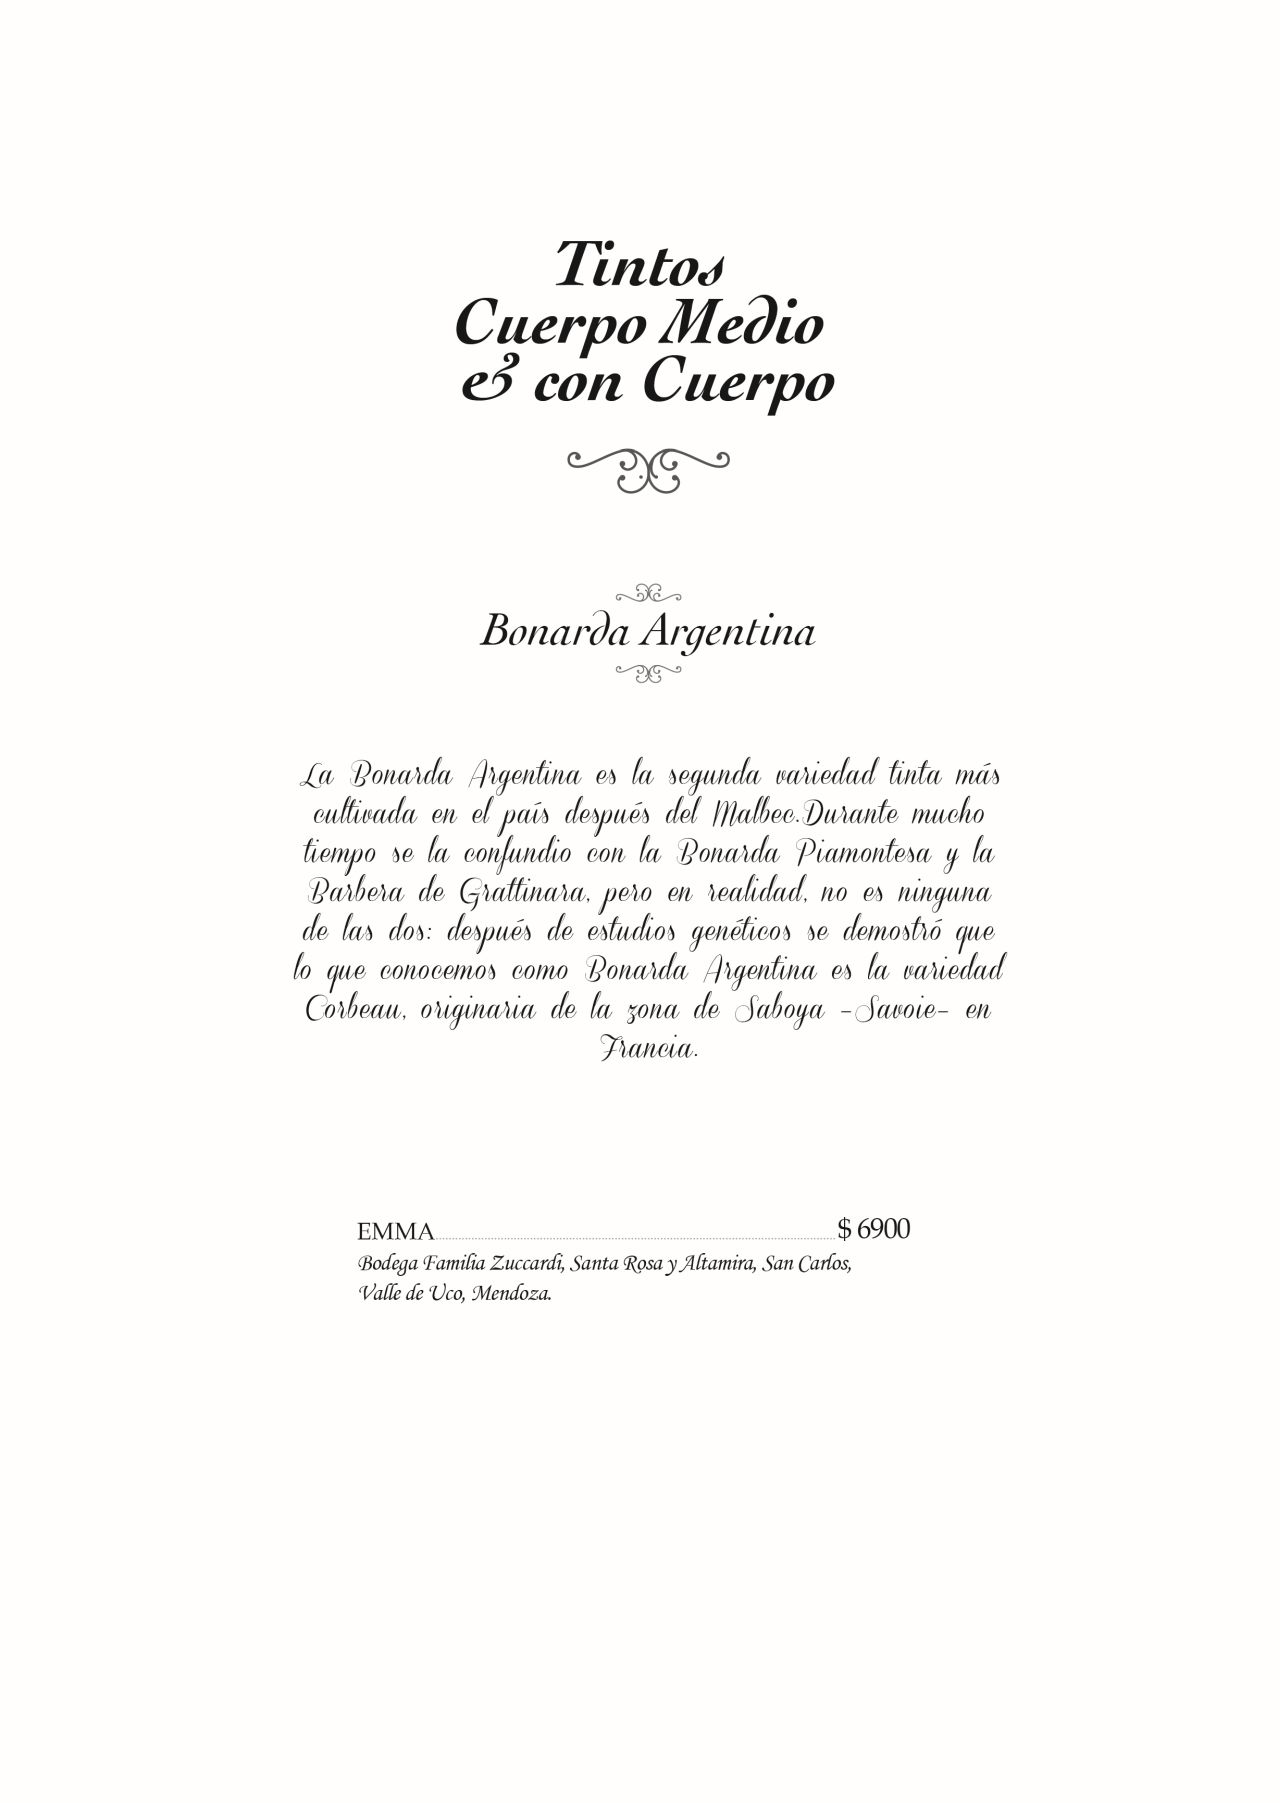 Tintos
Cuerpo Medio
& con Cuerpo
Bonarda Argentina
La Bonarda Argentina es la segunda variedad tinta más
cultivada en el país después del Malbec.Durante mucho
tiempo se la confundio con la Bonarda Piamontesa y la
Barbera de Grattinara, pero en realidad, no es ninguna
de las dos: después de estudios genéticos se demostró que
lo que conocemos como Bonarda Argentina es la variedad
Corbeau, originaria de la zona de Saboya -Savoie- en
Francia.
EMMA $ 6900
Bodega Familia Zuccardi, Santa Rosa y Altamira, San Carlos,
Valle de Uco, Mendoza.